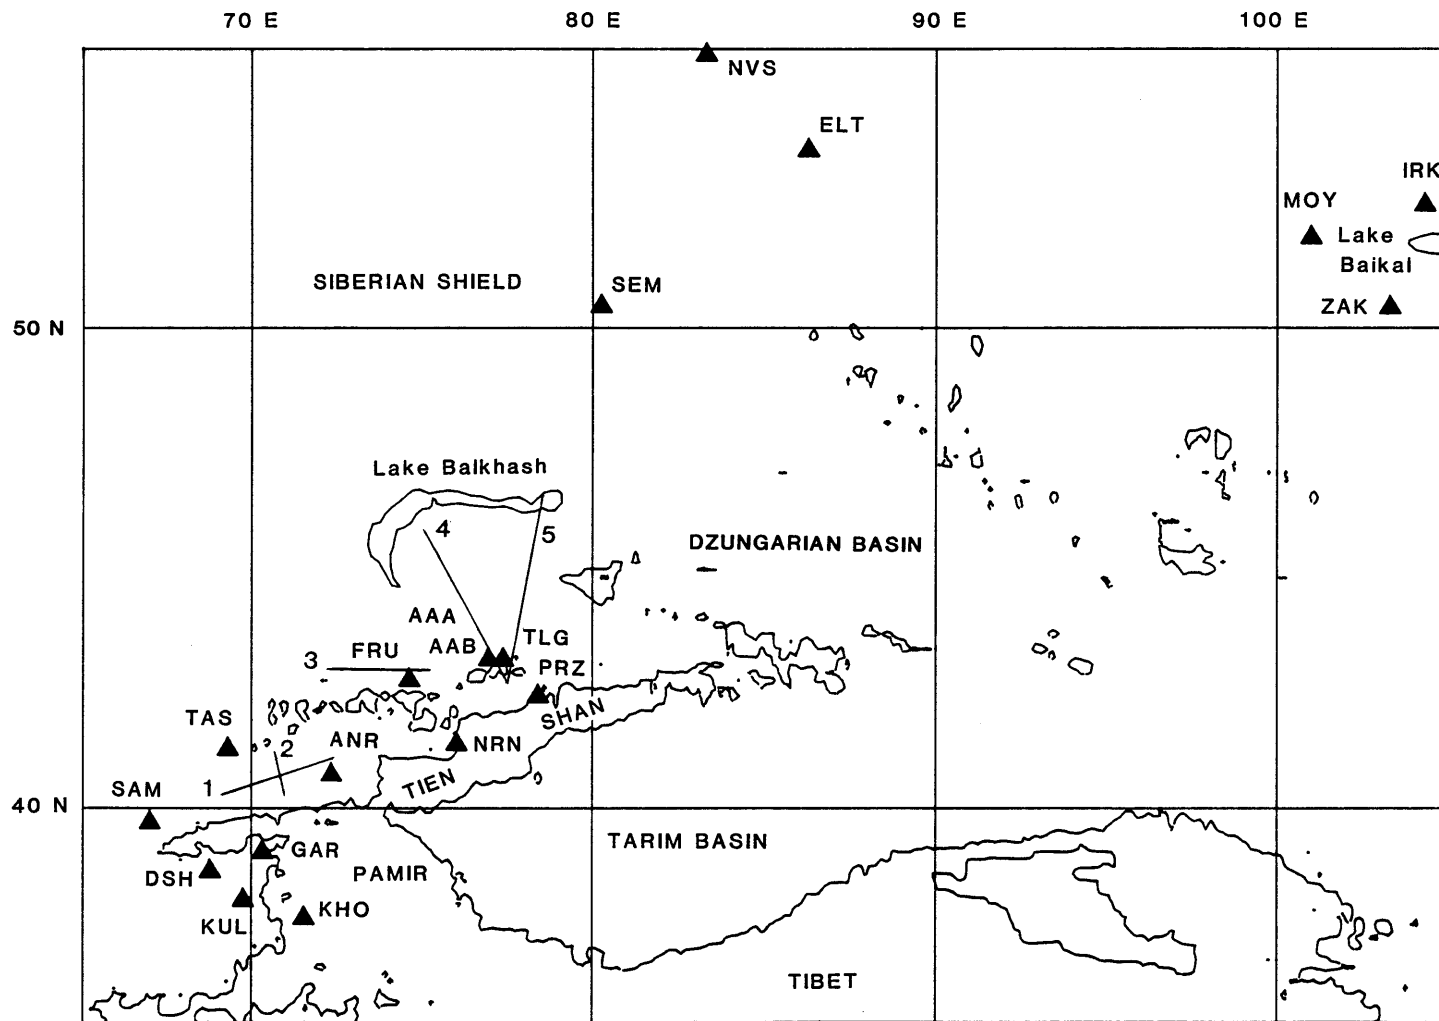 70 E 80 E 90 E 100 E
NVS
ELT
IRK
MOY
Lake
Baikal
SIBERIAN SHIELD
SEM
ZAK
50 N
Lake Balkhash
4
5
DZUNGARIAN BASIN
AAA
AAB
TLG
FRU
3
PRZ
SHAN
TAS
2
ANR
NRN
TIEN
1
SAM
40 N
TARIM BASIN
GAR
PAMIR
DSH
KHO
KUL
TIBET